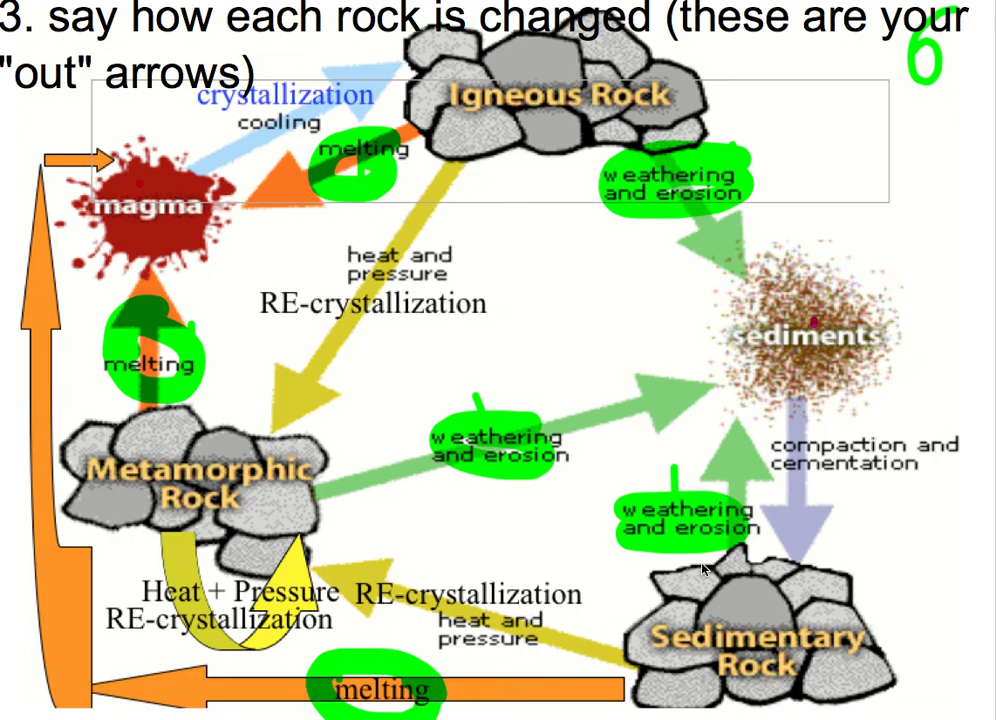 3. say how each rock is changed (these are your
"out" arrows)
6
crystallization
cooling
Igneous Rock
melting
weathering
and erosion
magma
heat and
pressure
RE-crystallization
sediments
melting
weathering
and erosion
compaction and
cementation
Metamorphic
Rock
weathering
and erosion
Heat + Pressure
RE-crystallization
RE-crystallization
heat and
pressure
Sedimentary
Rock
melting